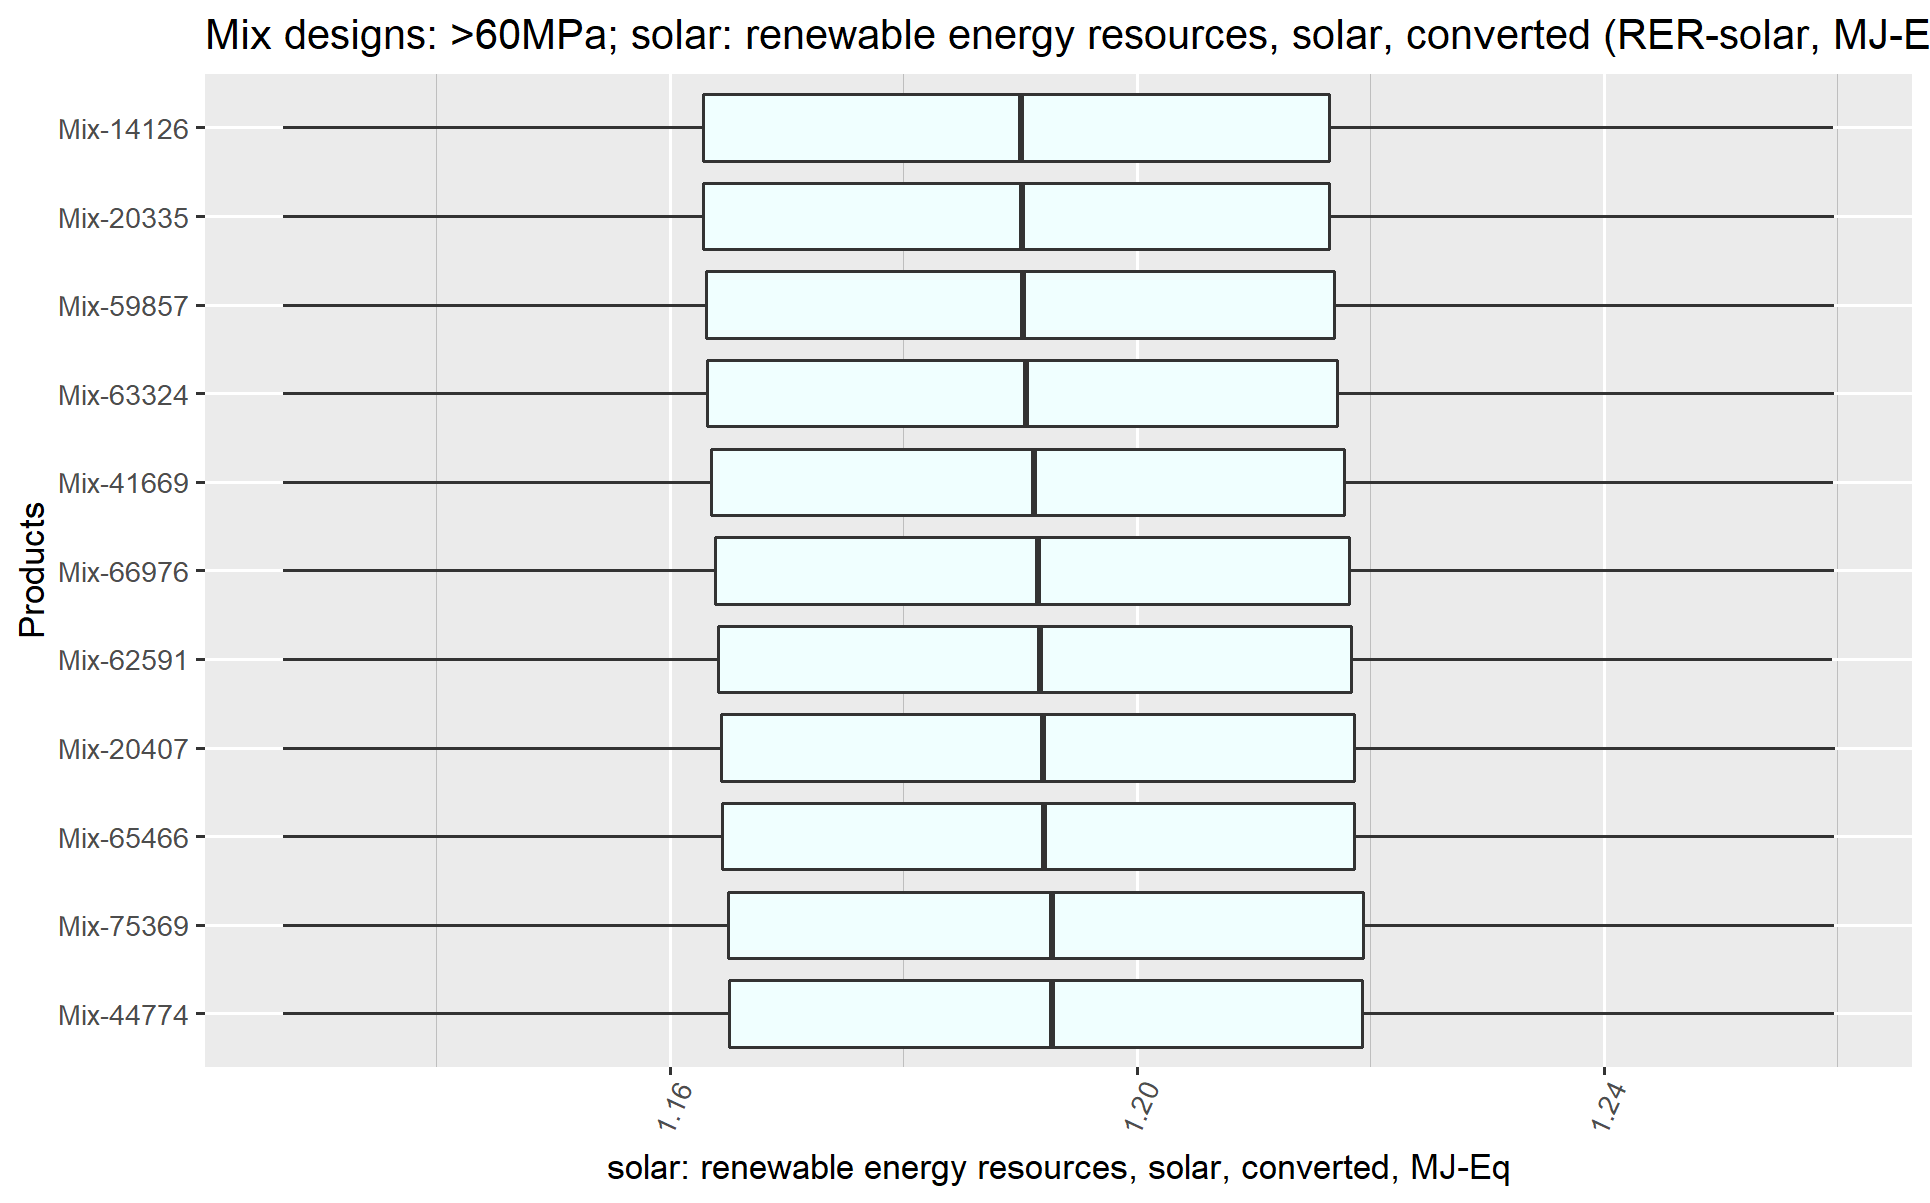 Mix designs: >60MPa; solar: renewable energy resources, solar, converted (RER-solar, MJ-E
Products
Mix-14126
Mix-20335
Mix-59857
Mix-63324
Mix-41669
Mix-66976
Mix-62591
Mix-20407
Mix-65466
Mix-75369
Mix-44774
1.16
1.20
1.24
solar: renewable energy resources, solar, converted, MJ-Eq